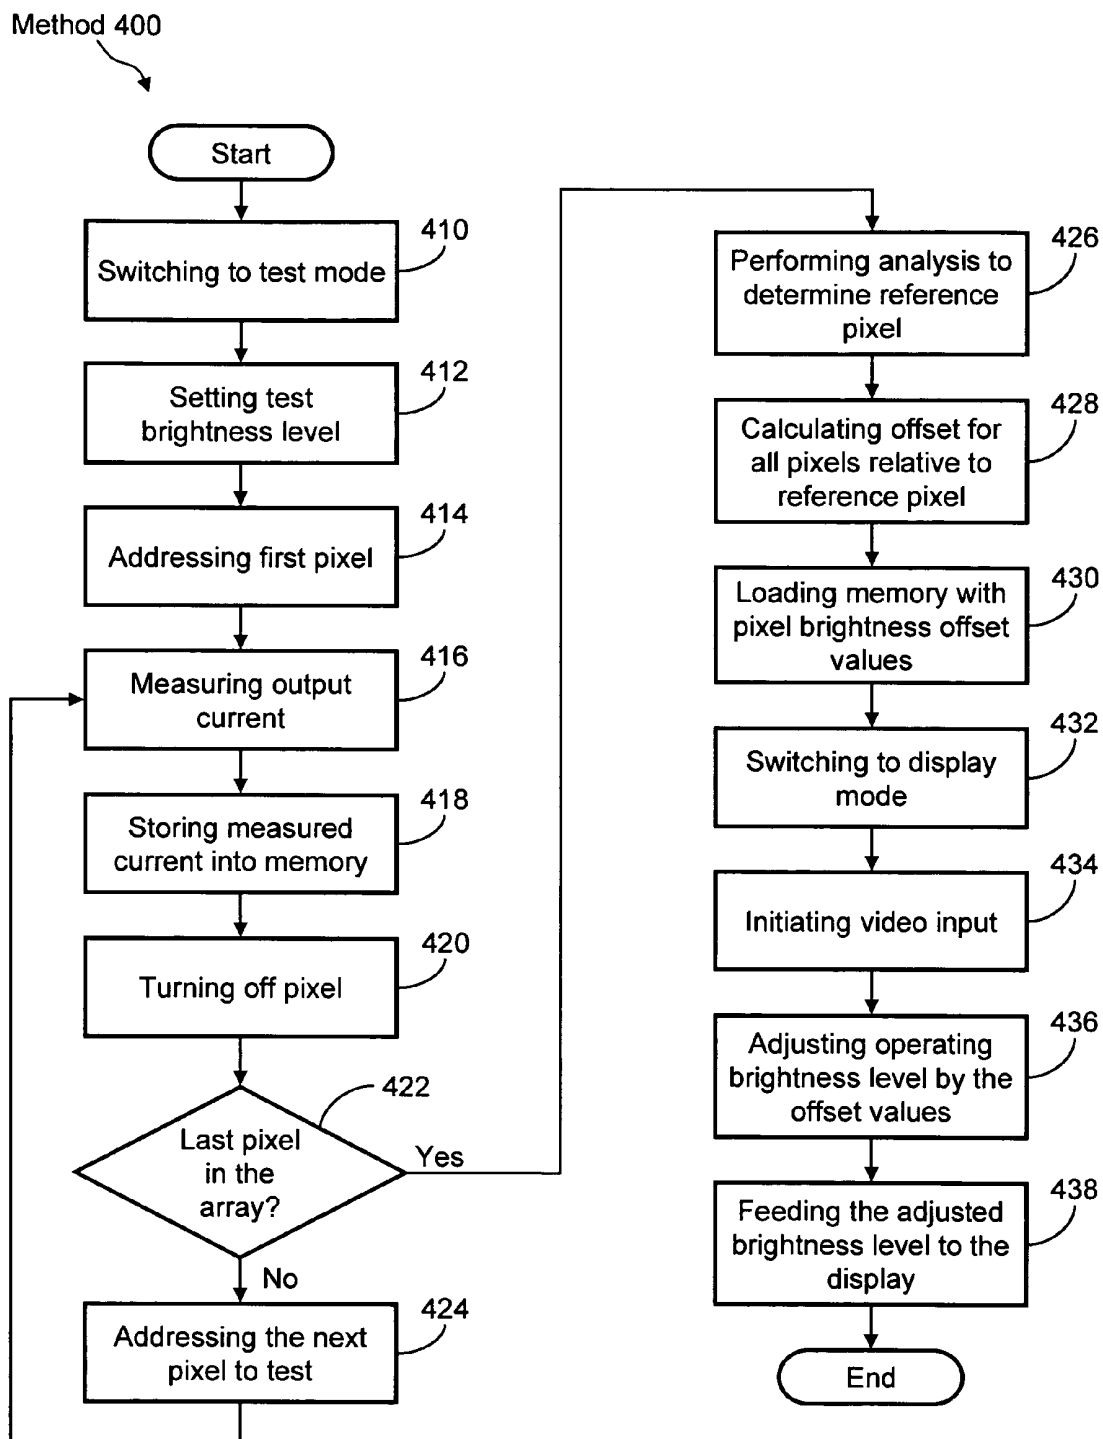 Method 400
Start
410
Switching to test mode
412
Setting test
brightness level
414
Addressing first pixel
416
Measuring output
current
418
Storing measured
current into memory
420
Turning off pixel
422
Last pixel
in the
array?
Yes
No
424
Addressing the next
pixel to test
426
Performing analysis to
determine reference
pixel
428
Calculating offset for
all pixels relative to
reference pixel
430
Loading memory with
pixel brightness offset
values
432
Switching to display
mode
434
Initiating video input
436
Adjusting operating
brightness level by the
offset values
438
Feeding the adjusted
brightness level to the
display
End